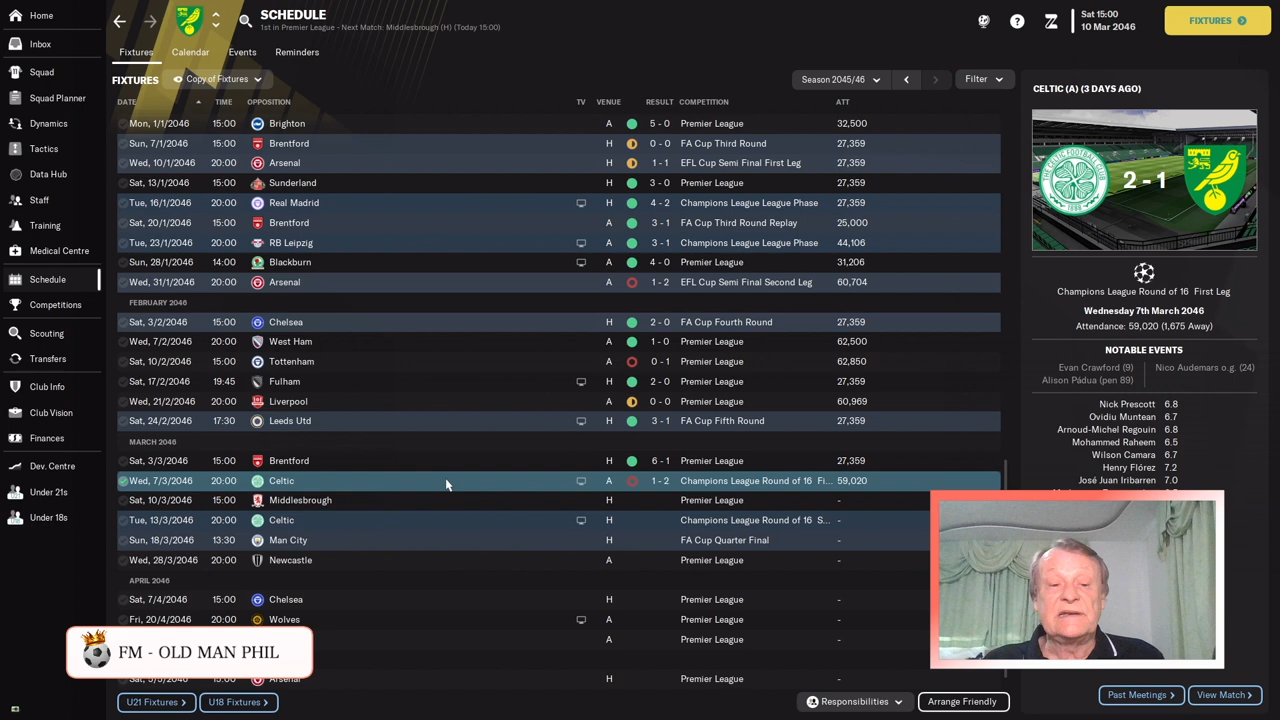 Home
Inbox
Squad
Squad Planner
Dynamics
Tactics
Data Hub
Staff
Training
Medical Centre
Schedule
Competitions
Scouting
Transfers
Club Info
Club Vision
Finances
Dev. Centre
Under 21s
Under 18s
SCHEDULE
1st in Premier League - Next Match: Middlesbrough (H) (Today 15:00)
Sat 15:00
10 Mar 2046
FIXTURES
Fixtures Calendar Events Reminders
FIXTURES Copy of Fixtures Season 2045/46 Filter
DATE TIME OPPOSITION TV VENUE RESULT COMPETITION ATT
Mon, 1/1/2046 15:00 Brighton A 5 - 0 Premier League 32,500
Sun, 7/1/2046 15:00 Brentford H 0 - 0 FA Cup Third Round 27,359
Wed, 10/1/2046 20:00 Arsenal H 1 - 1 EFL Cup Semi Final First Leg 27,359
Sat, 13/1/2046 15:00 Sunderland H 3 - 0 Premier League 27,359
Tue, 16/1/2046 20:00 Real Madrid H 4 - 2 Champions League League Phase 27,359
Sat, 20/1/2046 15:00 Brentford A 3 - 1 FA Cup Third Round Replay 25,000
Tue, 23/1/2046 20:00 RB Leipzig A 3 - 1 Champions League League Phase 44,106
Sun, 28/1/2046 14:00 Blackburn A 4 - 0 Premier League 31,206
Wed, 31/1/2046 20:00 Arsenal A 1 - 2 EFL Cup Semi Final Second Leg 60,704
FEBRUARY 2046
Sat, 3/2/2046 15:00 Chelsea H 2 - 0 FA Cup Fourth Round 27,359
Wed, 7/2/2046 20:00 West Ham A 1 - 0 Premier League 62,500
Sat, 10/2/2046 15:00 Tottenham A 0 - 1 Premier League 62,850
Sat, 17/2/2046 19:45 Fulham H 2 - 0 Premier League 27,359
Wed, 21/2/2046 20:00 Liverpool A 0 - 0 Premier League 60,969
Sat, 24/2/2046 17:30 Leeds Utd H 3 - 1 FA Cup Fifth Round 27,359
MARCH 2046
Sat, 3/3/2046 15:00 Brentford H 6 - 1 Premier League 27,359
Wed, 7/3/2046 20:00 Celtic A 1 - 2 Champions League Round of 16 Fi... 59,020
Sat, 10/3/2046 15:00 Middlesbrough H Premier League -
Tue, 13/3/2046 20:00 Celtic H Champions League Round of 16 S... -
Sun, 18/3/2046 13:30 Man City H FA Cup Quarter Final -
Wed, 28/3/2046 20:00 Newcastle A Premier League -
APRIL 2046
Sat, 7/4/2046 15:00 Chelsea H Premier League -
Fri, 20/4/2046 20:00 Wolves A Premier League -
A Premier League -
H Premier League -
FM - OLD MAN PHIL
U21 Fixtures U18 Fixtures Responsibilities Arrange Friendly
CELTIC (A) (3 DAYS AGO)
THE CELTIC FOOTBALL CLUB
1888
2 - 1
Champions League Round of 16 First Leg
Wednesday 7th March 2046
Attendance: 59,020 (1,675 Away)
NOTABLE EVENTS
Evan Crawford (9) Nico Audemars o.g. (24)
Alison Pádua (pen 89)
Nick Prescott 6.8
Ovidiu Muntean 6.7
Arnoud-Michel Regouin 6.8
Mohammed Raheem 6.5
Wilson Camara 6.7
Henry Flórez 7.2
José Juan Iribarren 7.0
Past Meetings View Match